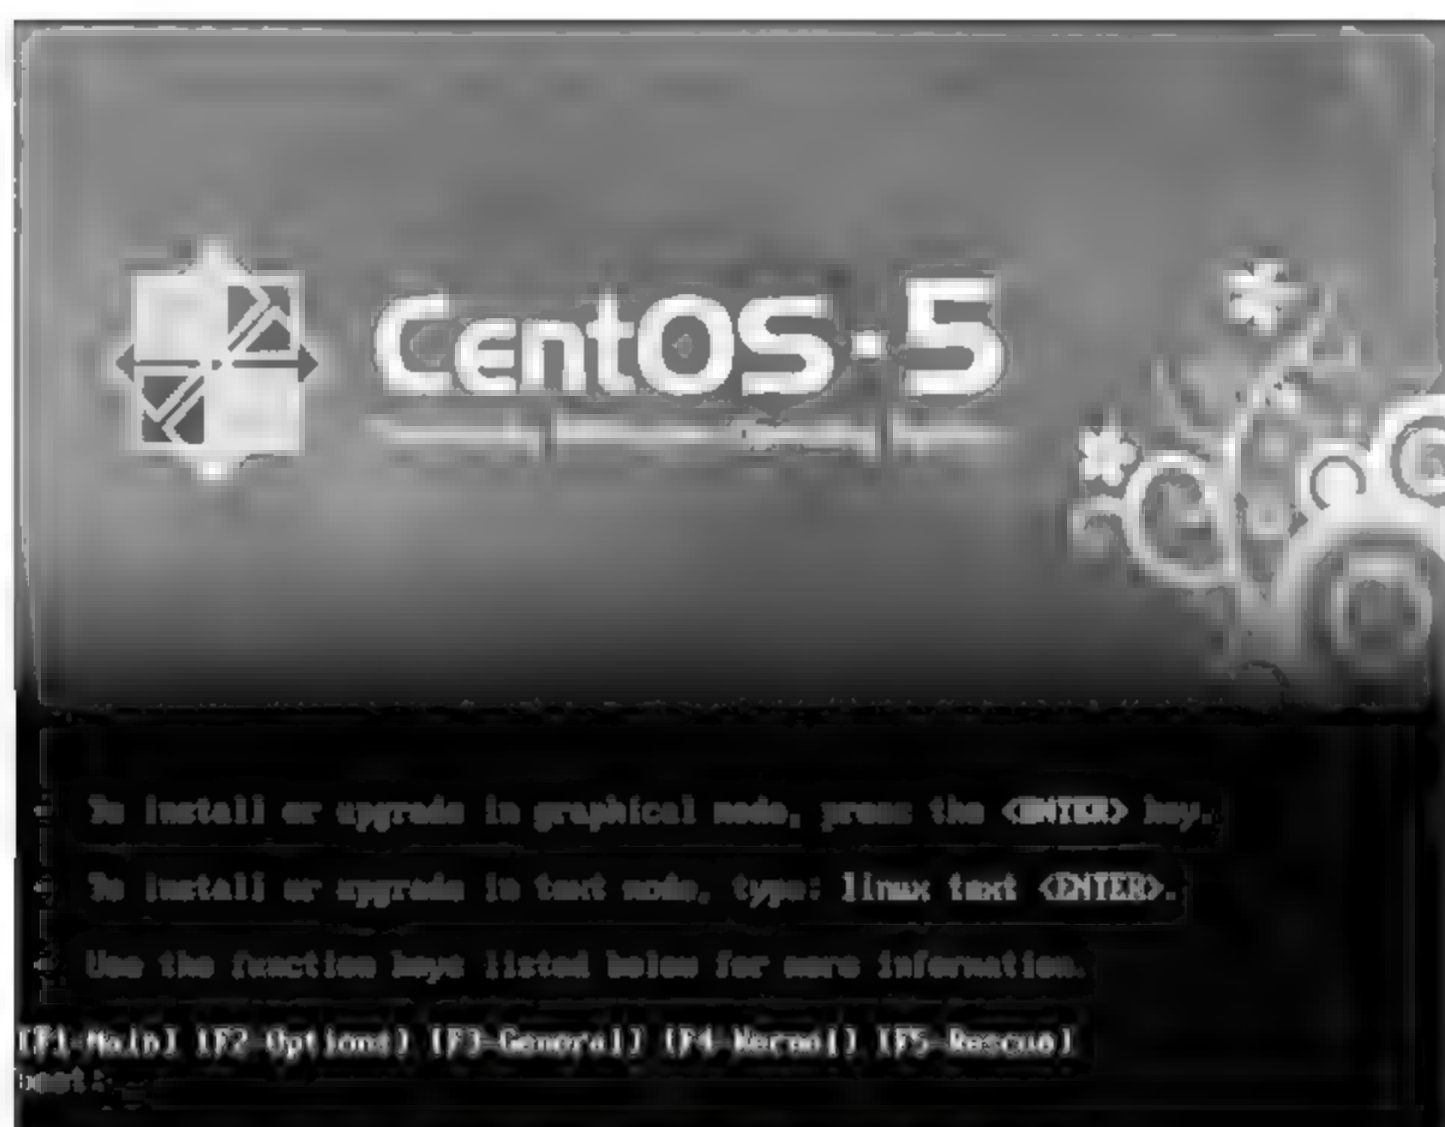 CentOS · 5
- To install or upgrade in graphical mode, press the <ENTER> key.
- To install or upgrade in text mode, type: linux text <ENTER>.
- Use the function keys listed below for more information.
[F1-Main] [F2-Options] [F3-General] [F4-Kernel] [F5-Rescue]
boot: _